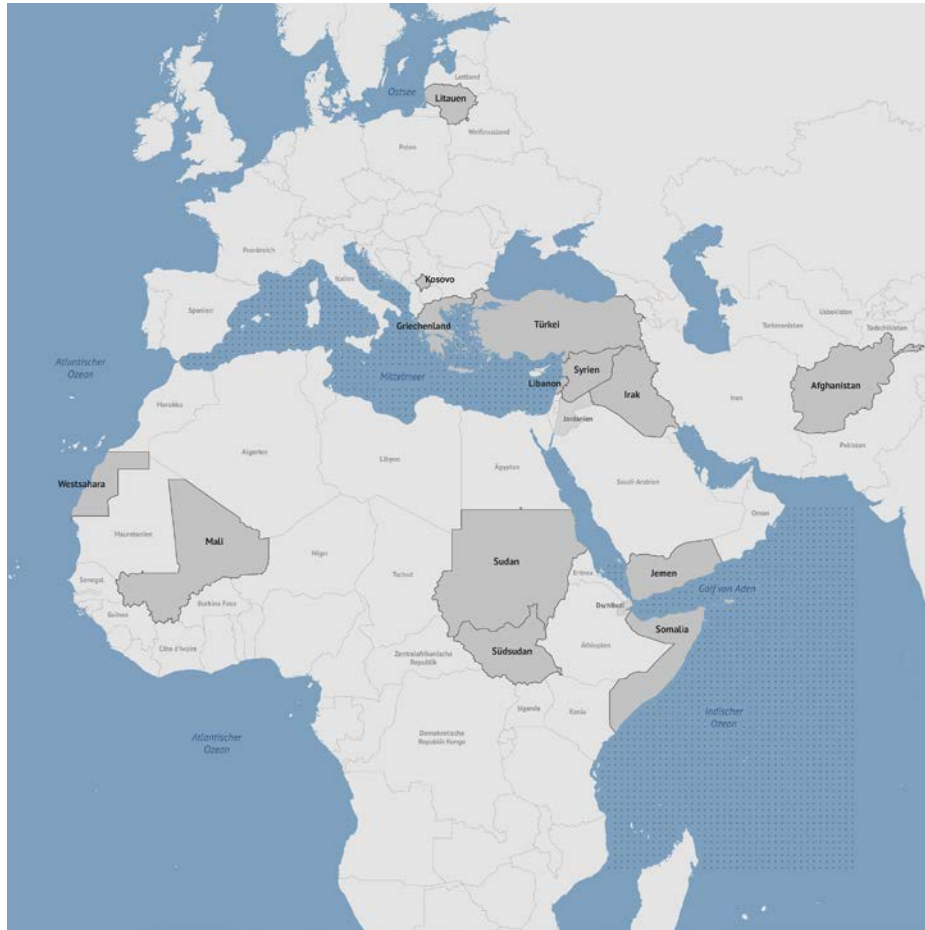 Lettland
Ostsee
Litauen
Weißrussland
Polen
Frankreich
Italien
Kosovo
Spanien
Griechenland
Türkei
Usbekistan
Turkmenistan
Tadschikistan
Atlantischer
Ozean
Mittelmeer
Syrien
Libanon
Irak
Afghanistan
Iran
Marokko
Jordanien
Pakistan
Algerien
Libyen
Ägypten
Saudi-Arabien
Westsahara
Oman
Mauretanien
Mali
Niger
Tschad
Sudan
Eritrea
Jemen
Golf von Aden
Senegal
Burkina Faso
Dschibuti
Guinea
Somalia
Äthiopien
Côte d'Ivoire
Südsudan
Zentralafrikanische
Republik
Uganda
Kenia
Indischer
Ozean
Atlantischer
Ozean
Demokratische
Republik Kongo